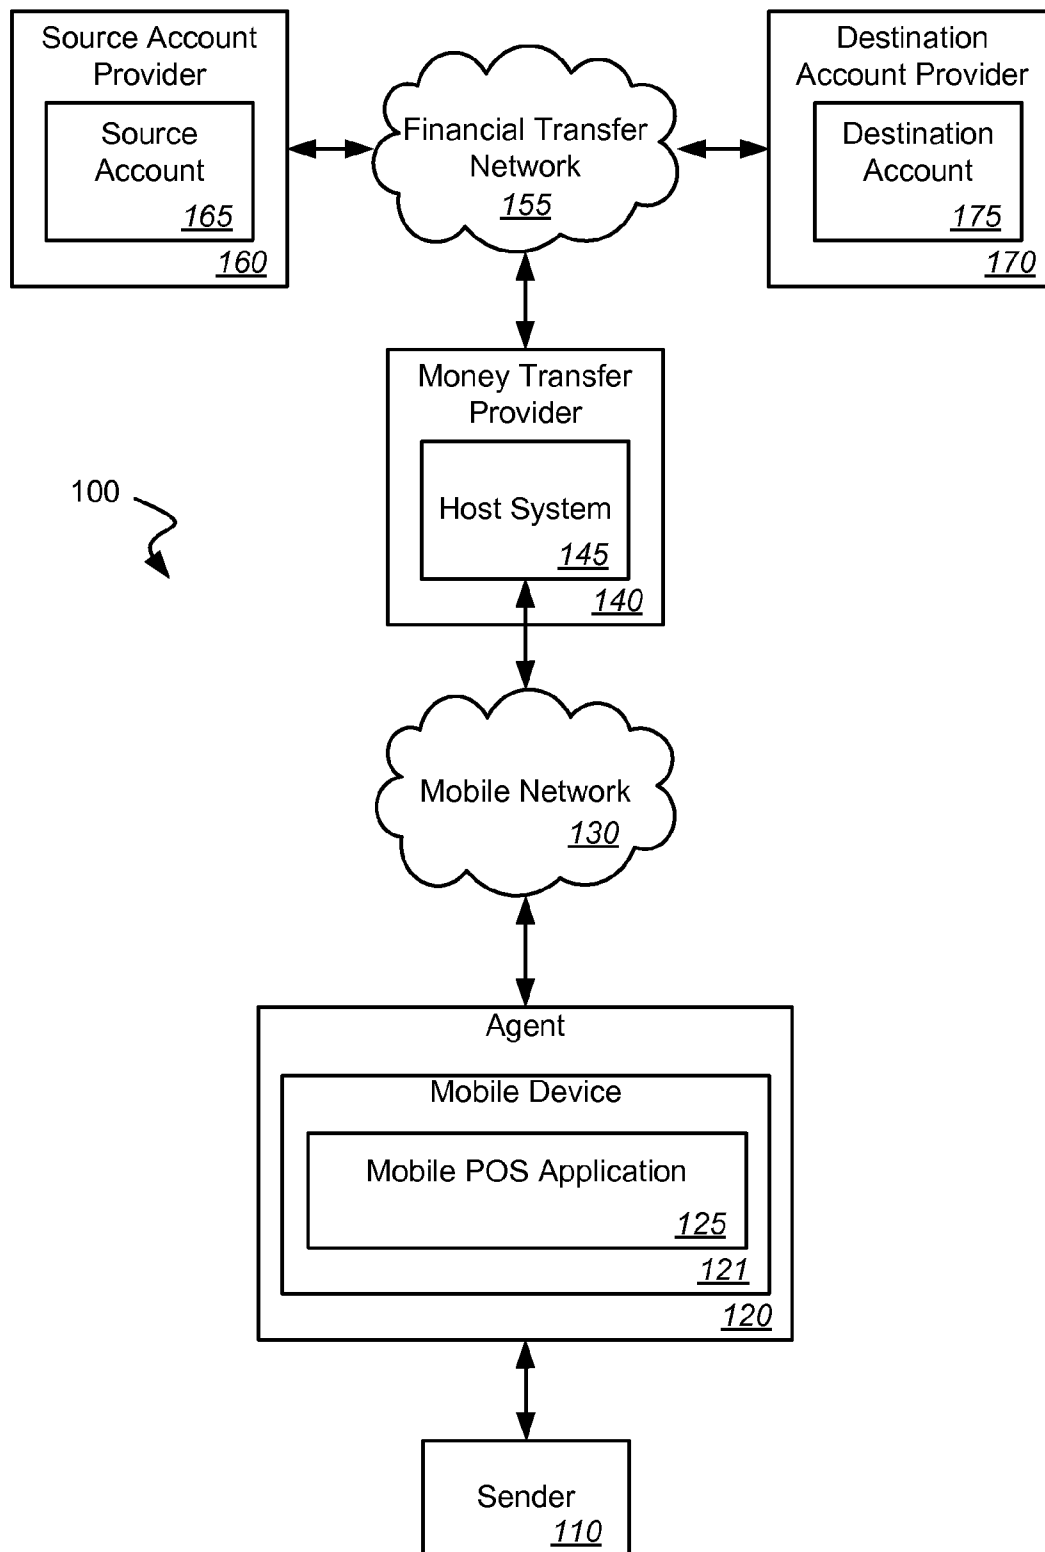 Source Account
Provider
Source
Account
165
160
Financial Transfer
Network
155
Destination
Account Provider
Destination
Account
175
170
Money Transfer
Provider
Host System
145
140
100
Mobile Network
130
Agent
Mobile Device
Mobile POS Application
125
121
120
Sender
110